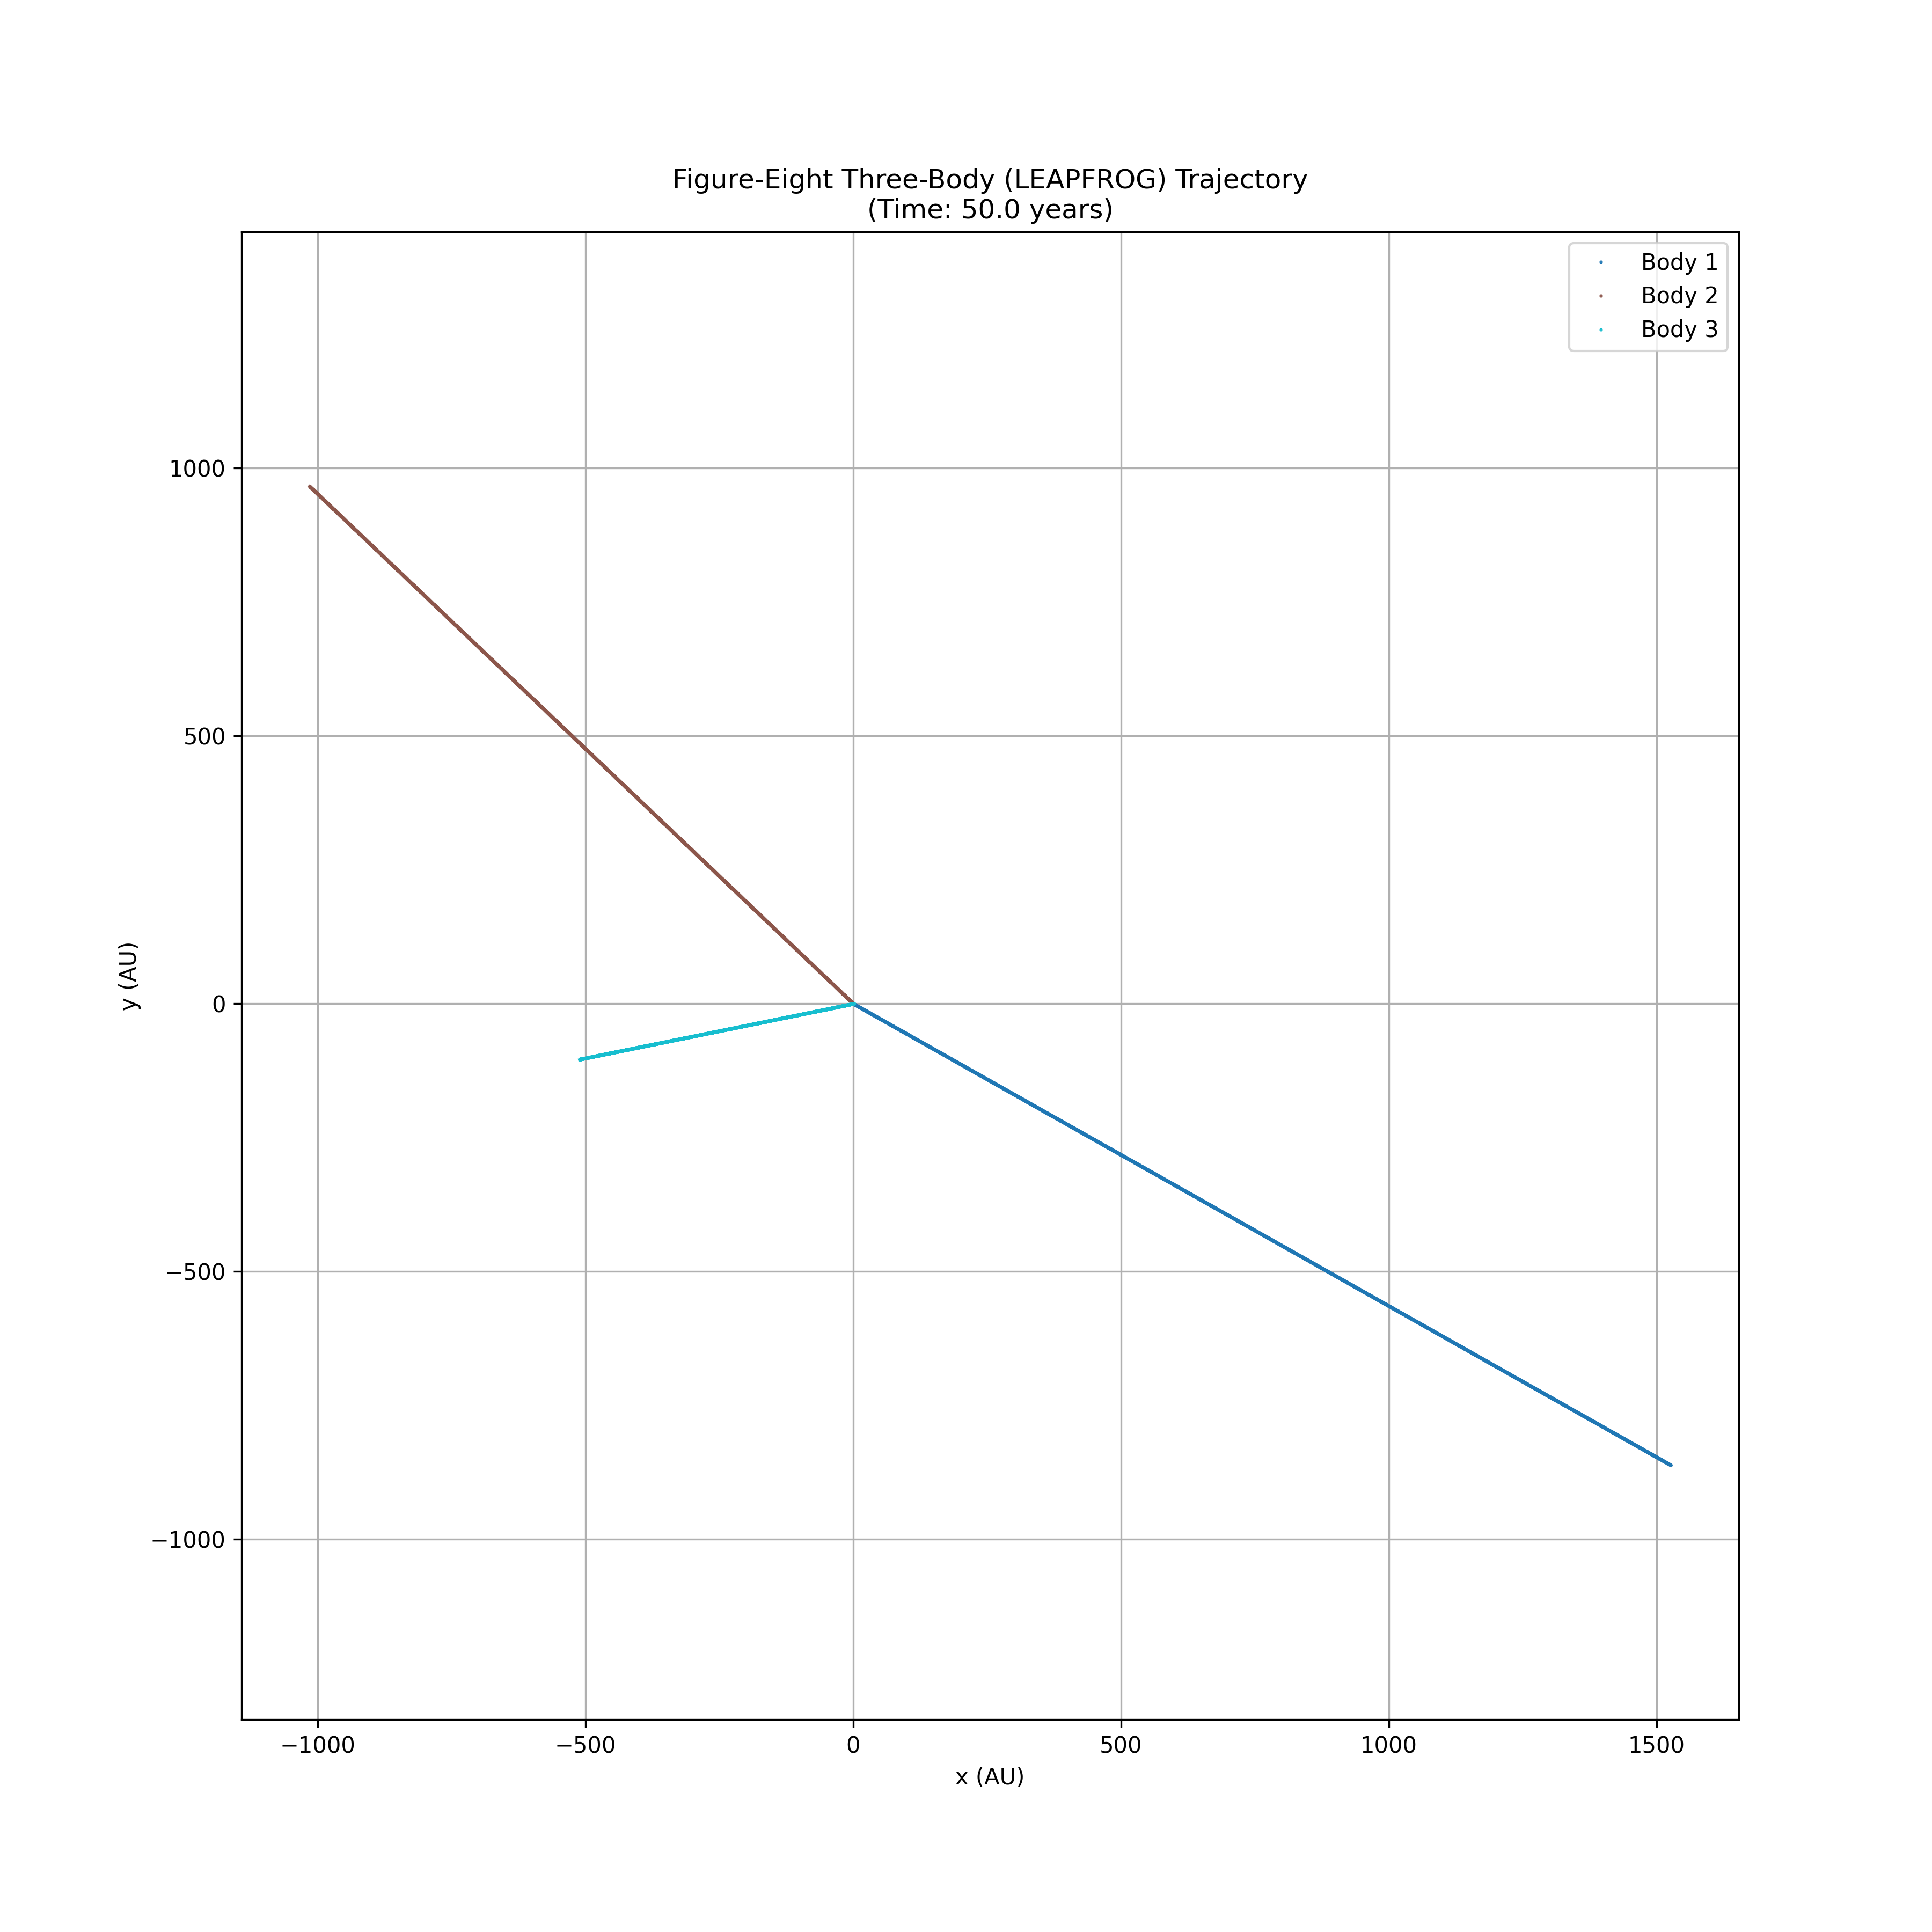 Figure-Eight Three-Body (LEAPFROG) Trajectory
(Time: 50.0 years)
Body 1
Body 2
Body 3
1000
500
0
−500
−1000
y (AU)
−1000 −500 0 500 1000 1500
x (AU)